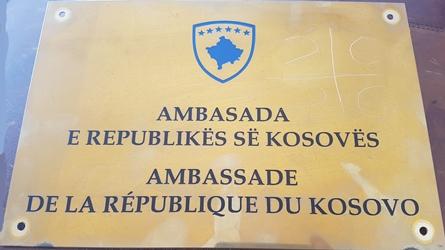 AMBASADA
E REPUBLIKËS SË KOSOVËS
AMBASSADE
DE LA RÉPUBLIQUE DU KOSOVO